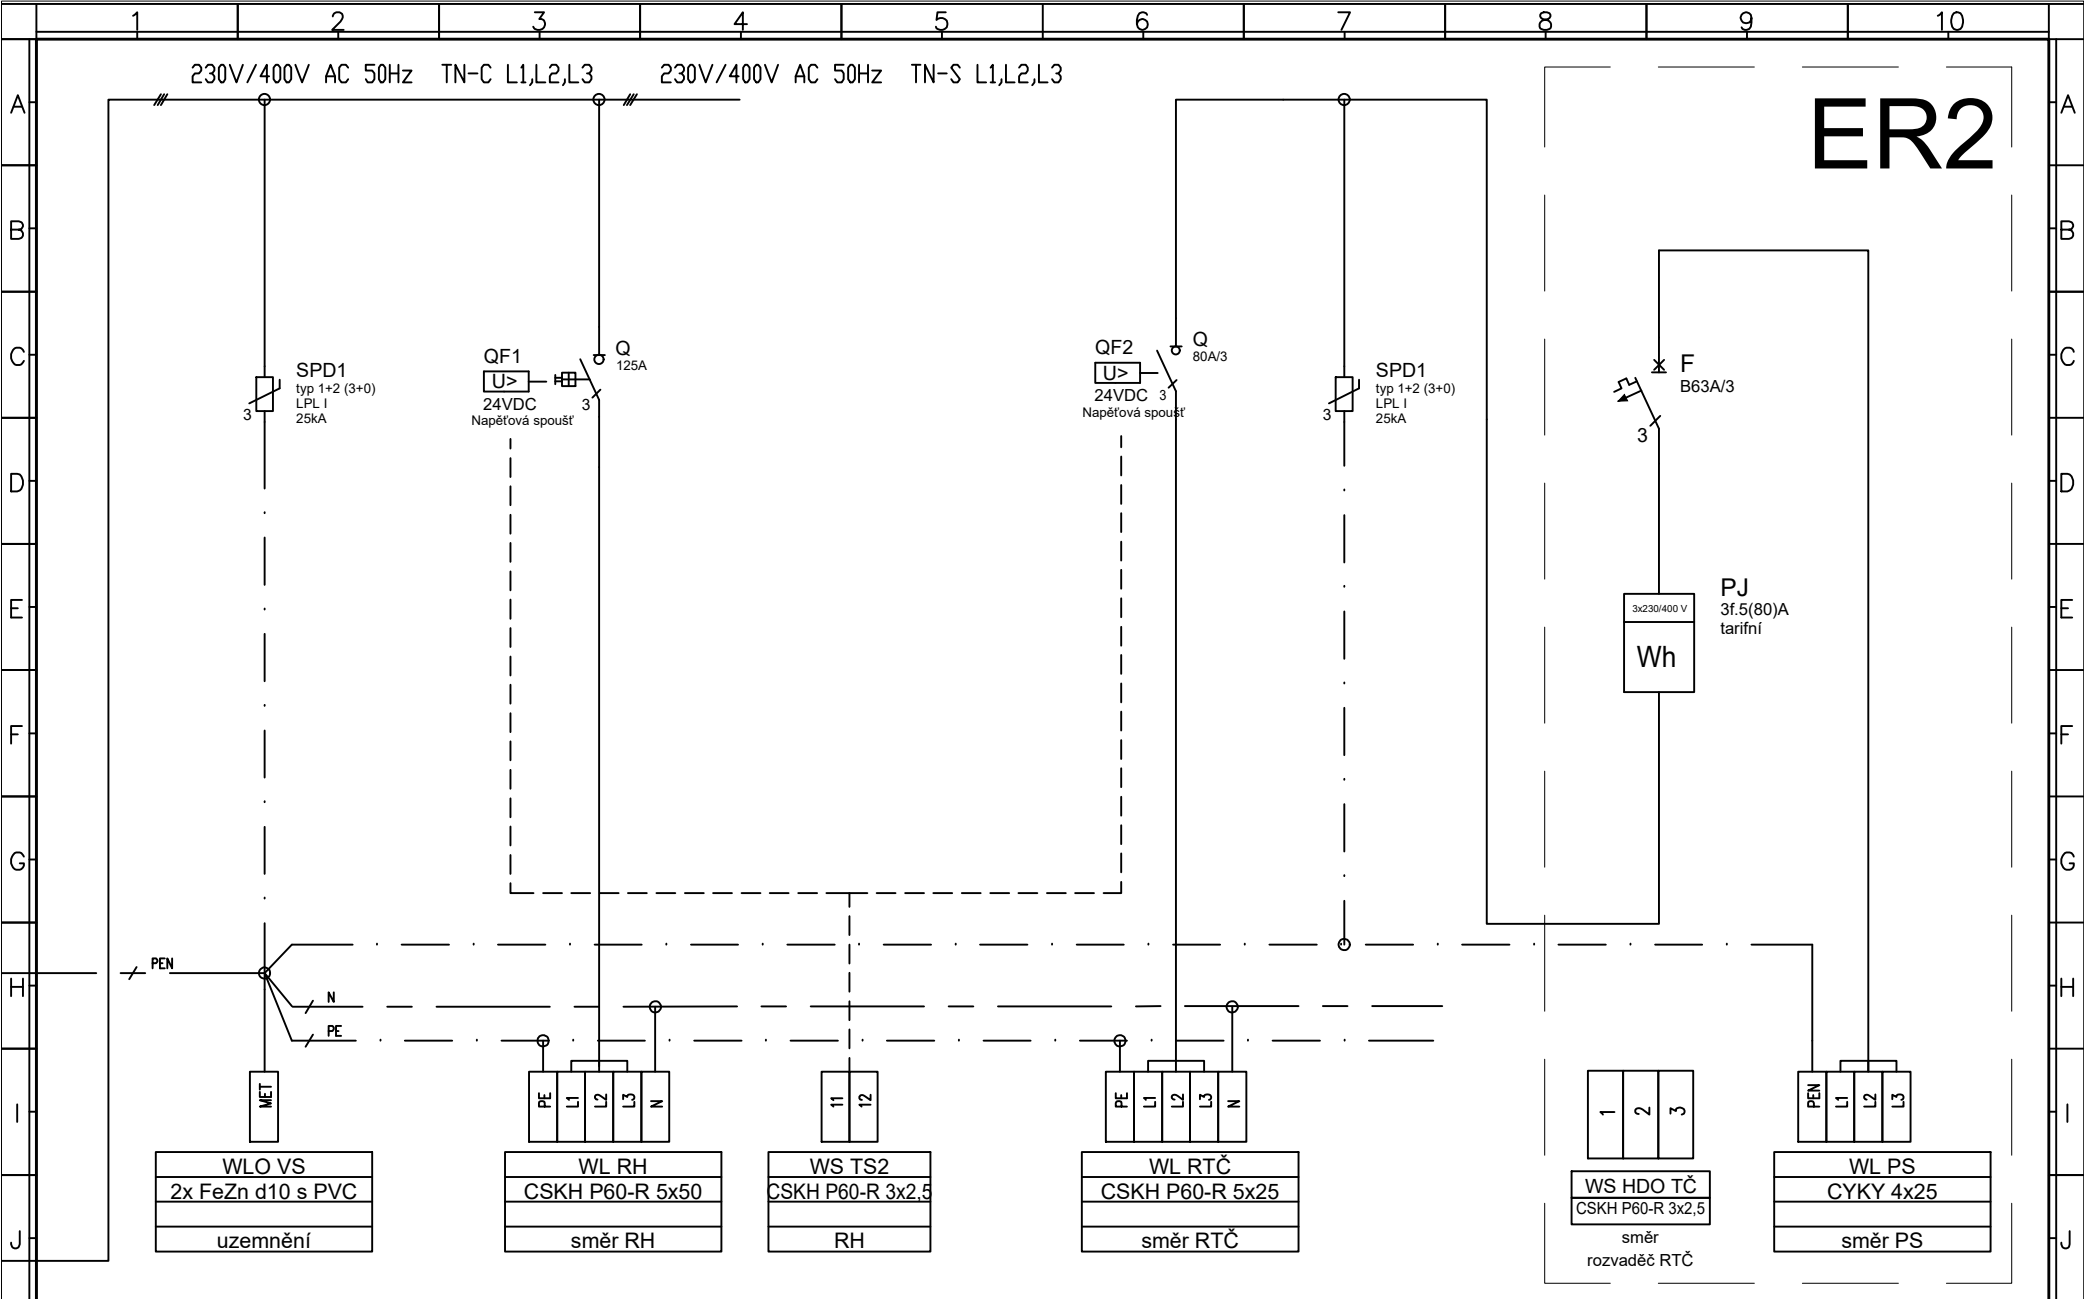 1 2 3 4 5 6 7 8 9 10
230V/400V AC 50Hz TN-C L1,L2,L3
230V/400V AC 50Hz TN-S L1,L2,L3
ER2
A A
B B
C C
D D
E E
F F
G G
H H
I I
J J
SPD1
typ 1+2 (3+0)
LPL I
25kA
3
QF1
U>
24VDC
Napěťová spoušť
Q
125A
3
QF2
U>
24VDC
Napěťová spoušť
Q
80A/3
3
SPD1
typ 1+2 (3+0)
LPL I
25kA
3
F
B63A/3
3
PJ
3f.5(80)A
tarifní
3x230/400 V
Wh
PEN
N
PE
MET
PE L1 L2 L3 N
11 12
PE L1 L2 L3 N
1 2 3
PEN L1 L2 L3
WLO VS
2x FeZn d10 s PVC
uzemnění
WL RH
CSKH P60-R 5x50
směr RH
WS TS2
CSKH P60-R 3x2,5
RH
WL RTČ
CSKH P60-R 5x25
směr RTČ
WS HDO TČ
CSKH P60-R 3x2,5
směr
rozvaděč RTČ
WL PS
CYKY 4x25
směr PS